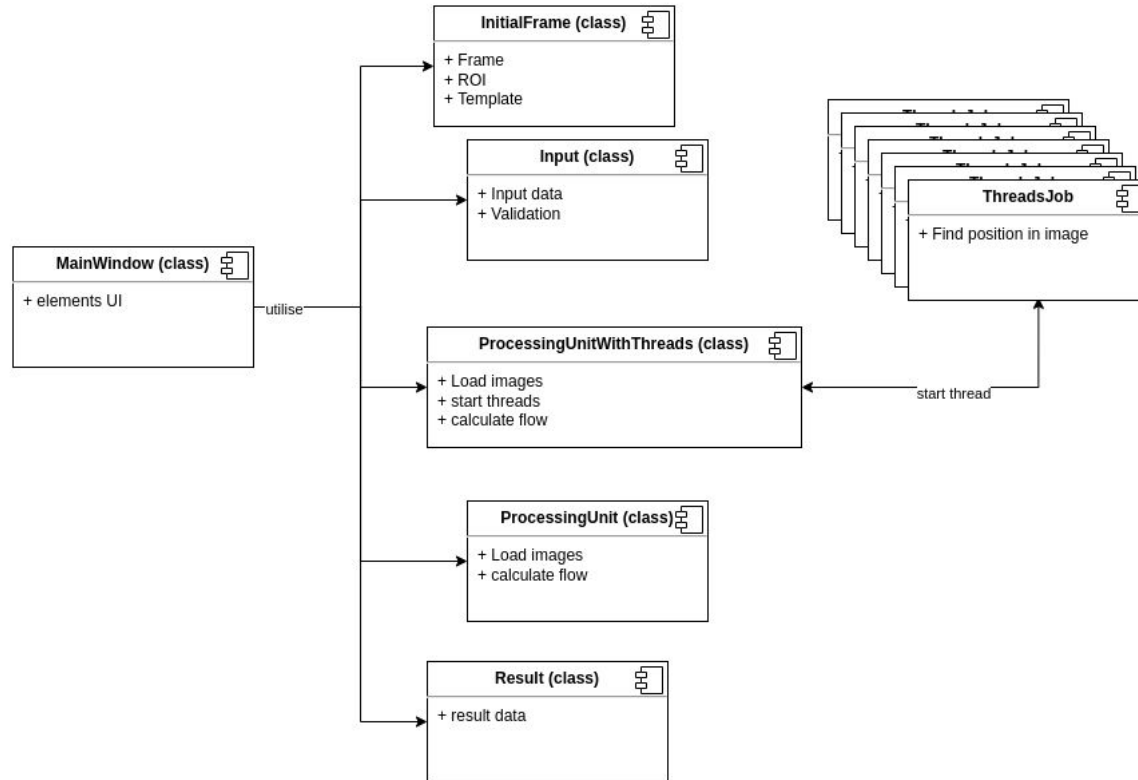 InitialFrame (class)
+ Frame
+ ROI
+ Template
Input (class)
+ Input data
+ Validation
ThreadsJob
+ Find position in image
MainWindow (class)
+ elements UI
utilise
ProcessingUnitWithThreads (class)
+ Load images
+ start threads
+ calculate flow
start thread
ProcessingUnit (class)
+ Load images
+ calculate flow
Result (class)
+ result data